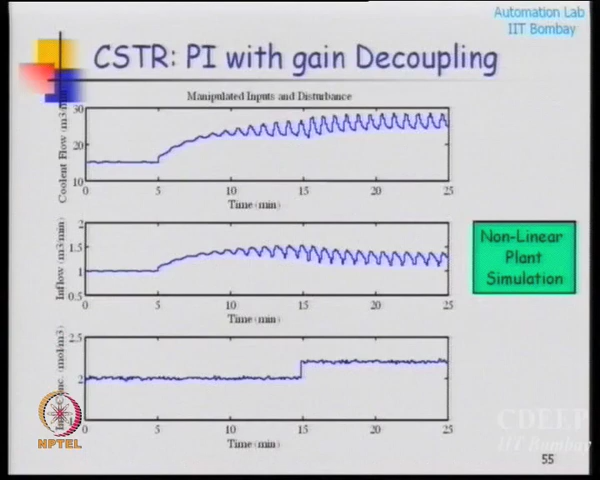 Automation Lab
IIT Bombay
CSTR: PI with gain Decoupling
Manipulated Inputs and Disturbance
Coolent Flow (m3/min)
30
20
10
0 5 10 15 20 25
Time (min)
Inflow (m3/min)
2
1.5
1
0.5
0 5 10 15 20 25
Time (min)
Non-Linear
Plant
Simulation
(mol/m3)
2.5
2
0 5 10 15 20 25
Time (min)
NPTEL
CDEEP
IIT Bombay
55